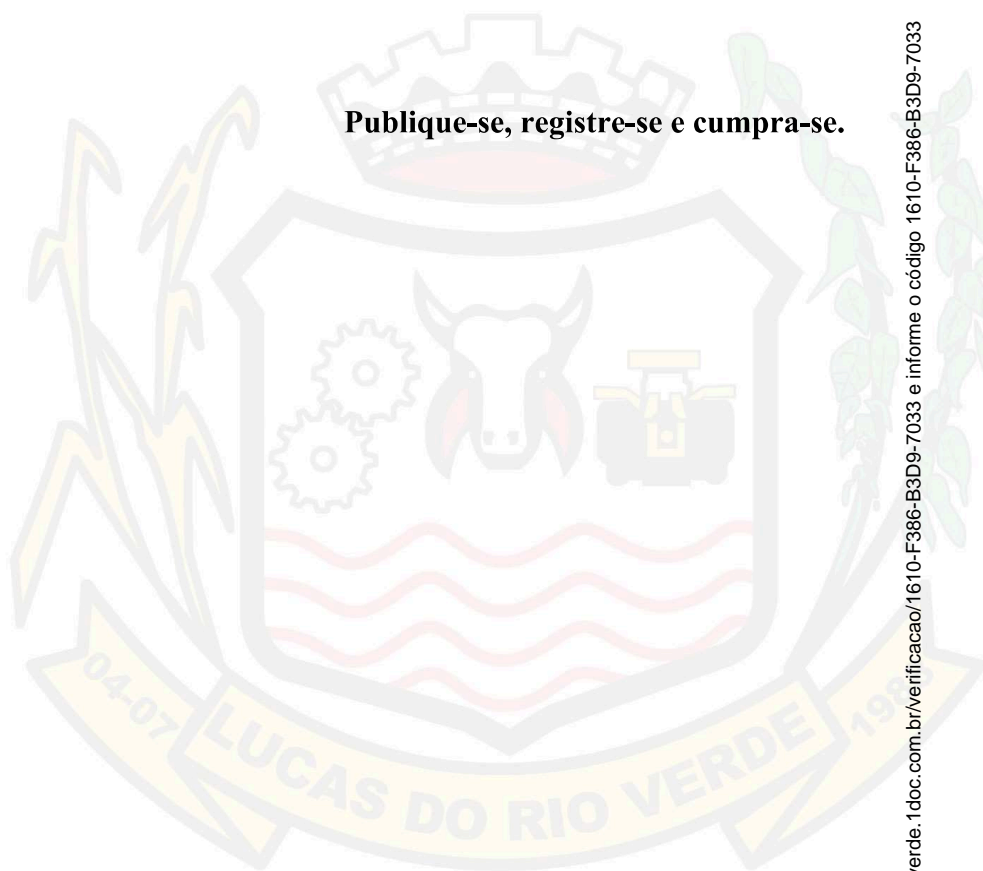 Publique-se, registre-se e cumpra-se.
04-07
LUCAS DO RIO VERDE
verde.1doc.com.br/verificacao/1610-F386-B3D9-7033 e informe o código 1610-F386-B3D9-7033